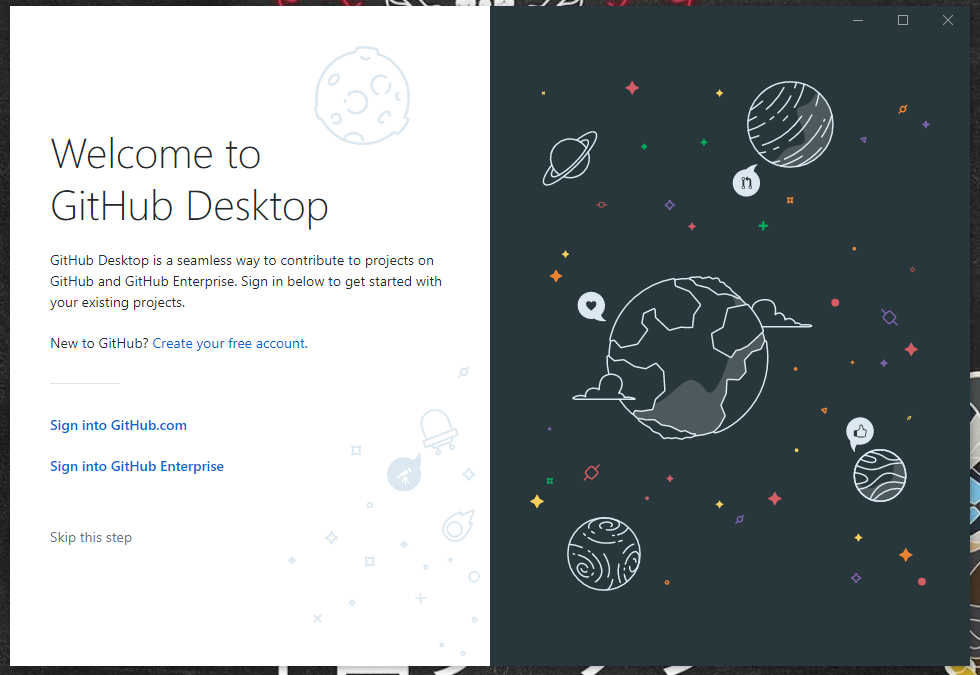 Welcome to
GitHub Desktop
GitHub Desktop is a seamless way to contribute to projects on
GitHub and GitHub Enterprise. Sign in below to get started with
your existing projects.
New to GitHub? Create your free account.
Sign into GitHub.com
Sign into GitHub Enterprise
Skip this step